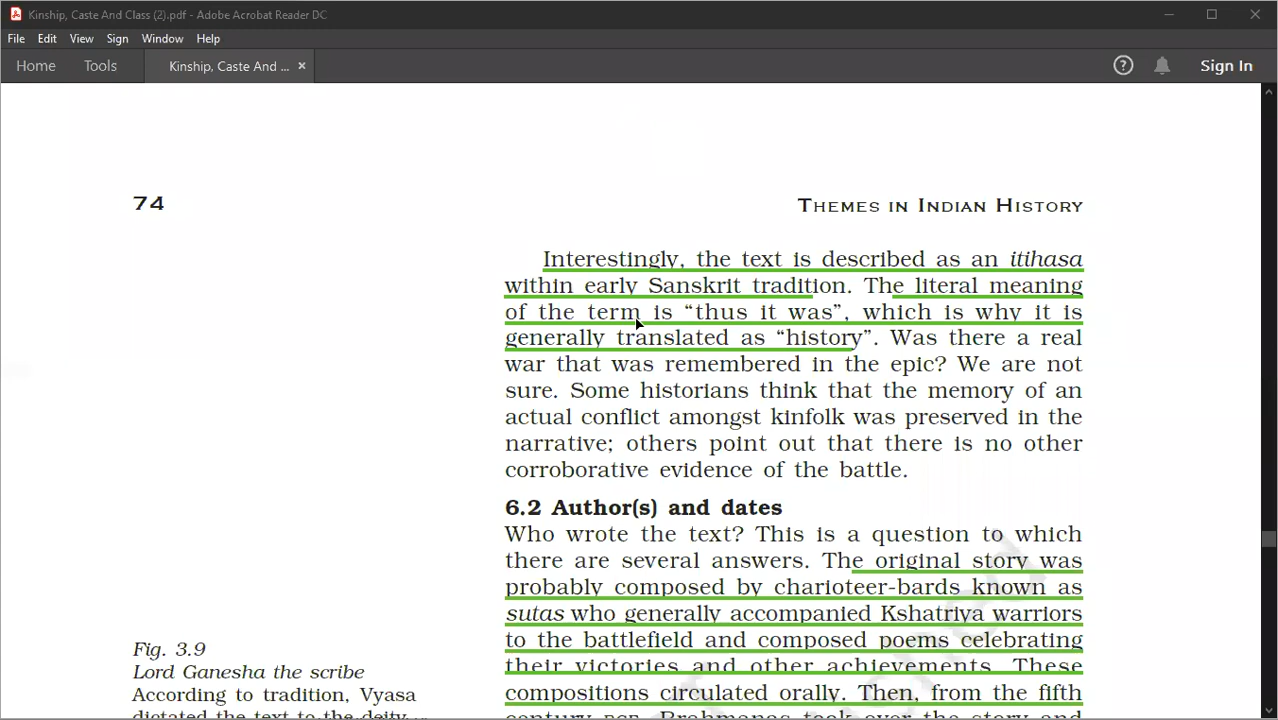 Kinship, Caste And Class (2).pdf - Adobe Acrobat Reader DC
File Edit View Sign Window Help
Home Tools Kinship, Caste And ... × Sign In
74 THEMES IN INDIAN HISTORY
Interestingly, the text is described as an itihasa
within early Sanskrit tradition. The literal meaning
of the term is “thus it was”, which is why it is
generally translated as “history”. Was there a real
war that was remembered in the epic? We are not
sure. Some historians think that the memory of an
actual conflict amongst kinfolk was preserved in the
narrative; others point out that there is no other
corroborative evidence of the battle.
6.2 Author(s) and dates
Who wrote the text? This is a question to which
there are several answers. The original story was
probably composed by charioteer-bards known as
sutas who generally accompanied Kshatriya warriors
to the battlefield and composed poems celebrating
their victories and other achievements. These
compositions circulated orally. Then, from the fifth
century BCE, Brahmanas took over the story and
Fig. 3.9
Lord Ganesha the scribe
According to tradition, Vyasa
dictated the text to the deity.